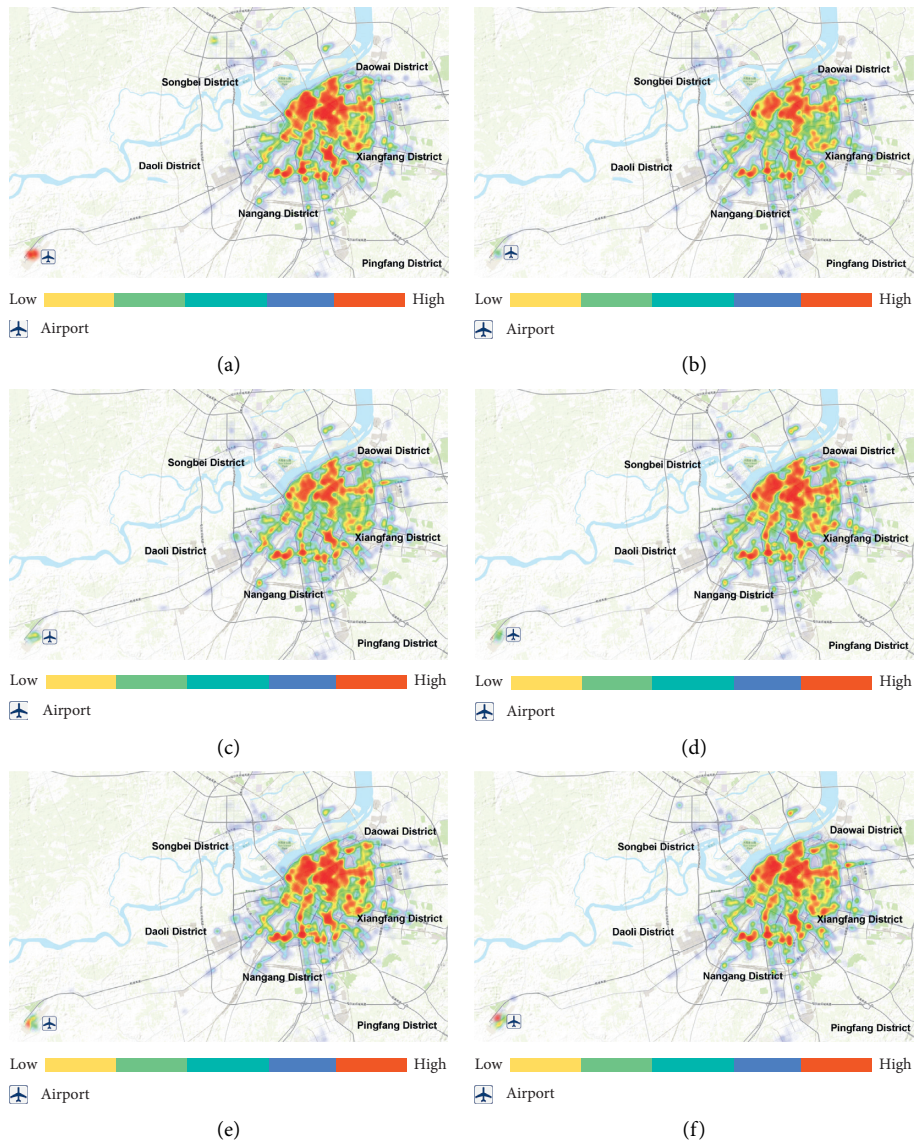 Daowai District
Songbei District
Xiangfang District
Daoli District
Nangang District
Pingfang District
Low High
Airport
(a)
Daowai District
Songbei District
Xiangfang District
Daoli District
Nangang District
Pingfang District
Low High
Airport
(b)
Daowai District
Songbei District
Xiangfang District
Daoli District
Nangang District
Pingfang District
Low High
Airport
(c)
Daowai District
Songbei District
Xiangfang District
Daoli District
Nangang District
Pingfang District
Low High
Airport
(d)
Daowai District
Songbei District
Xiangfang District
Daoli District
Nangang District
Pingfang District
Low High
Airport
(e)
Daowai District
Songbei District
Xiangfang District
Daoli District
Nangang District
Pingfang District
Low High
Airport
(f)